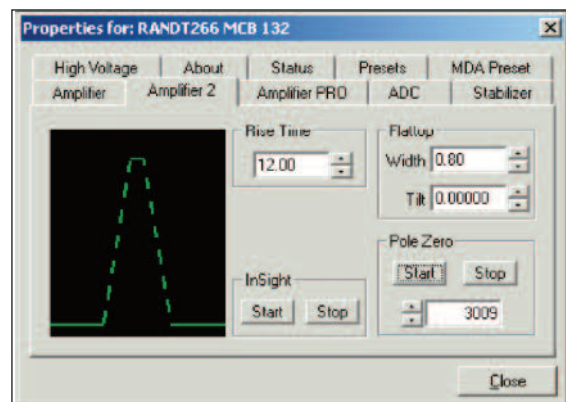 Properties for: RANDT266 MCB 132
High Voltage About Status Presets MDA Preset
Amplifier Amplifier 2 Amplifier PRO ADC Stabilizer
Rise Time
12.00
Flattop
Width 0.80
Tilt 0.00000
InSight
Start Stop
Pole Zero
Start Stop
3009
Close